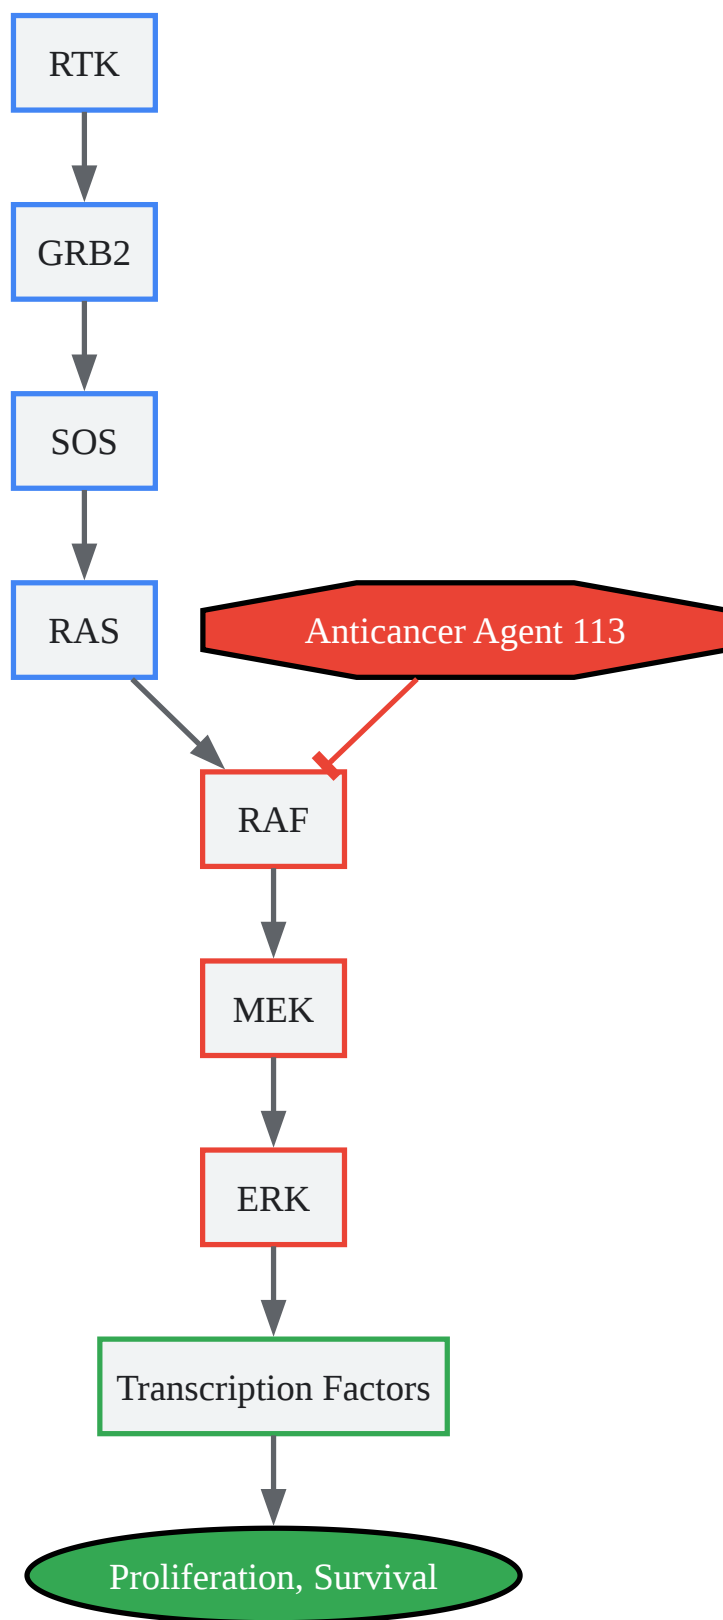 RTK
GRB2
SOS
RAS
Anticancer Agent 113
RAF
MEK
ERK
Transcription Factors
Proliferation, Survival